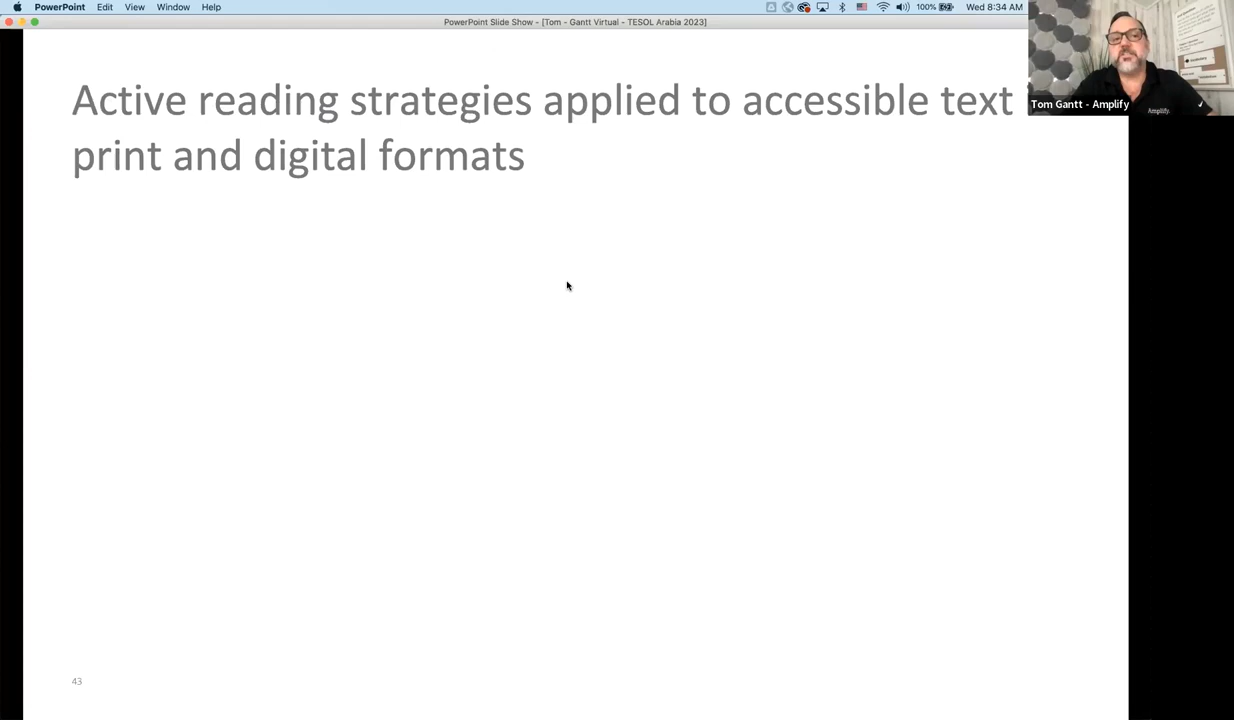 PowerPoint Edit View Window Help 100% Wed 8:34 AM
PowerPoint Slide Show - [Tom - Gantt Virtual - TESOL Arabia 2023]
Active reading strategies applied to accessible text
print and digital formats
Tom Gantt - Amplify
Amplify.
43